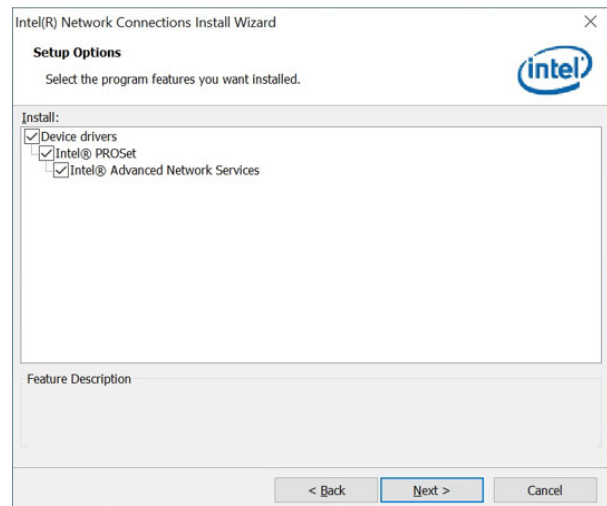 Intel(R) Network Connections Install Wizard
Setup Options
Select the program features you want installed.
intel
Install:
Device drivers
Intel® PROSet
Intel® Advanced Network Services
Feature Description
< Back
Next >
Cancel